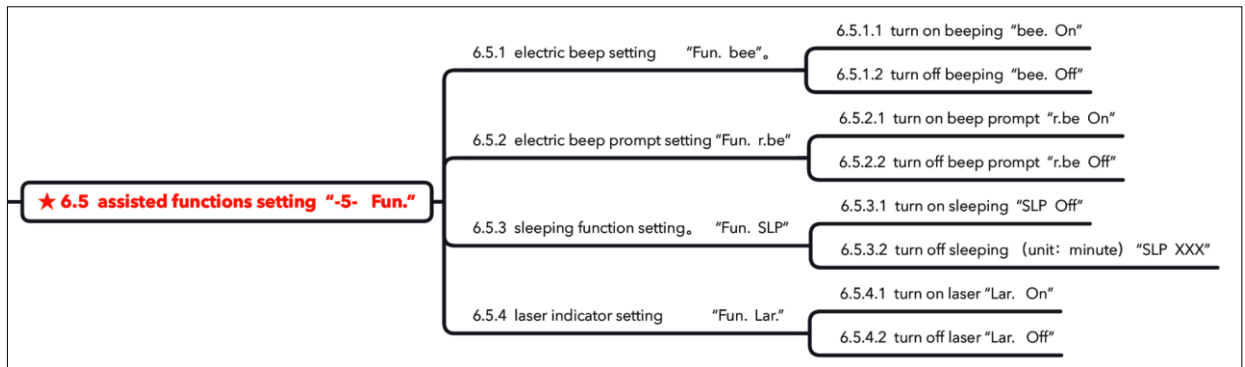 6.5.1 electric beep setting “Fun. bee”。
6.5.1.1 turn on beeping “bee. On”
6.5.1.2 turn off beeping “bee. Off”
6.5.2 electric beep prompt setting “Fun. r.be”
6.5.2.1 turn on beep prompt “r.be On”
6.5.2.2 turn off beep prompt “r.be Off”
★ 6.5 assisted functions setting “-5- Fun.”
6.5.3 sleeping function setting。 “Fun. SLP”
6.5.3.1 turn on sleeping “SLP Off”
6.5.3.2 turn off sleeping （unit：minute） “SLP XXX”
6.5.4 laser indicator setting “Fun. Lar.”
6.5.4.1 turn on laser “Lar. On”
6.5.4.2 turn off laser “Lar. Off”